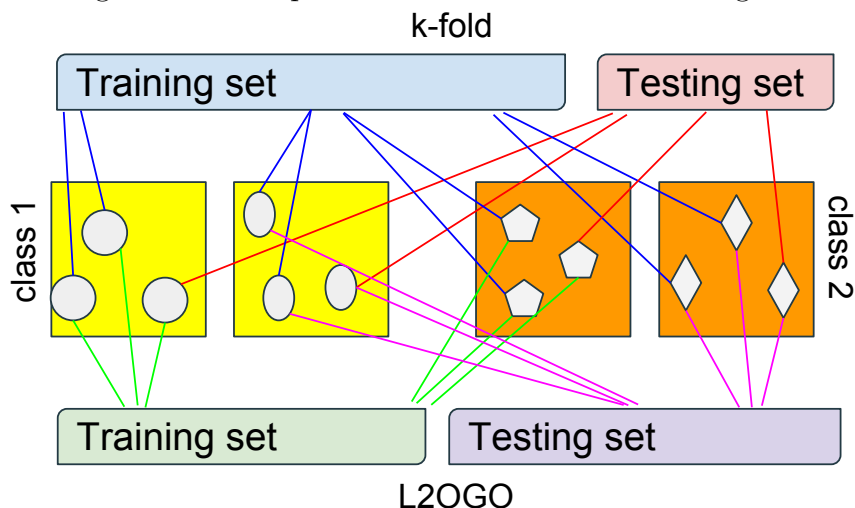 k-fold
Training set
Testing set
class 1
class 2
Training set
Testing set
L2OGO